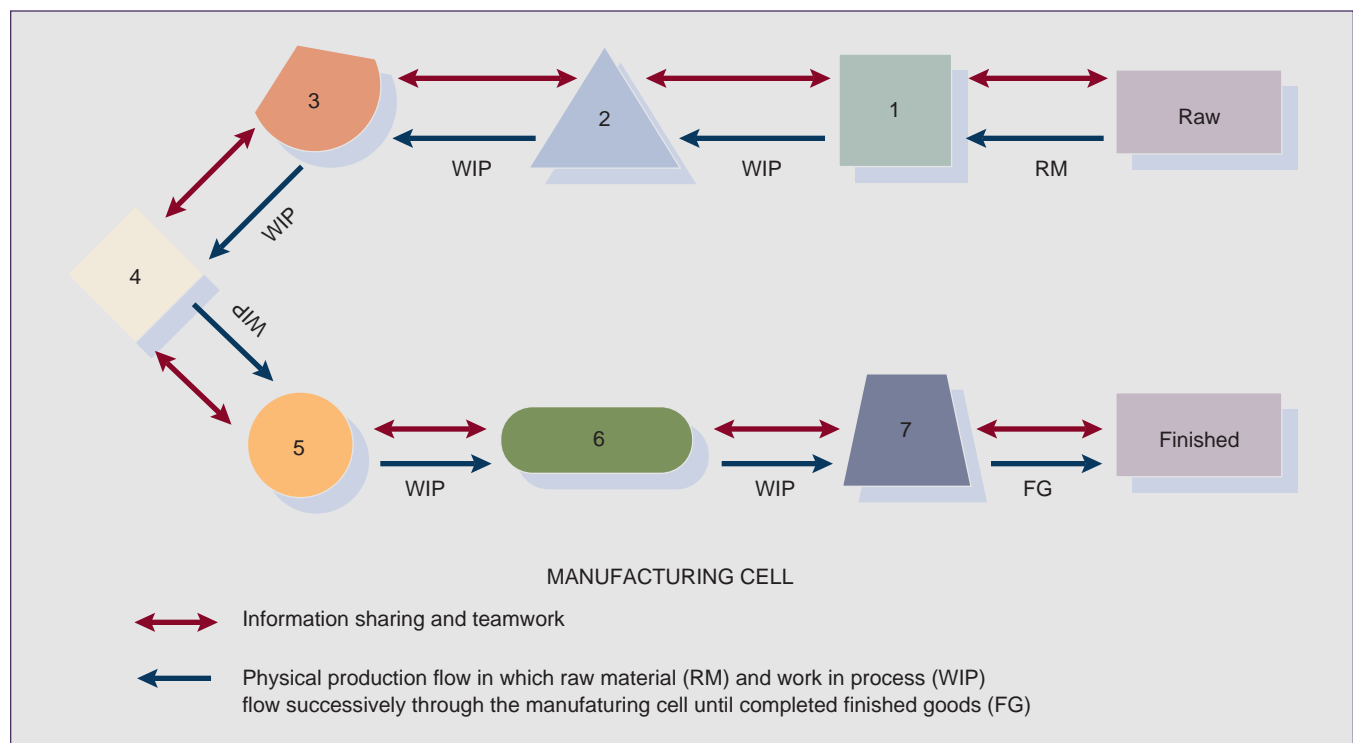 3
2
1
Raw
WIP
WIP
RM
WIP
4
WIP
5
6
7
Finished
WIP
WIP
FG
MANUFACTURING CELL
Information sharing and teamwork
Physical production flow in which raw material (RM) and work in process (WIP)
flow successively through the manufaturing cell until completed finished goods (FG)